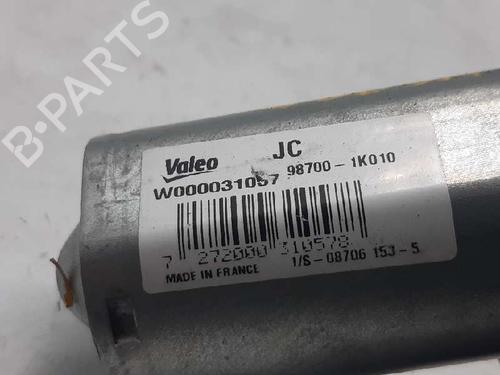 B-PARTS
Valeo JC
98700-1K010
W000031057
7 272000 310578
MADE IN FRANCE 1/S-08706 153-5